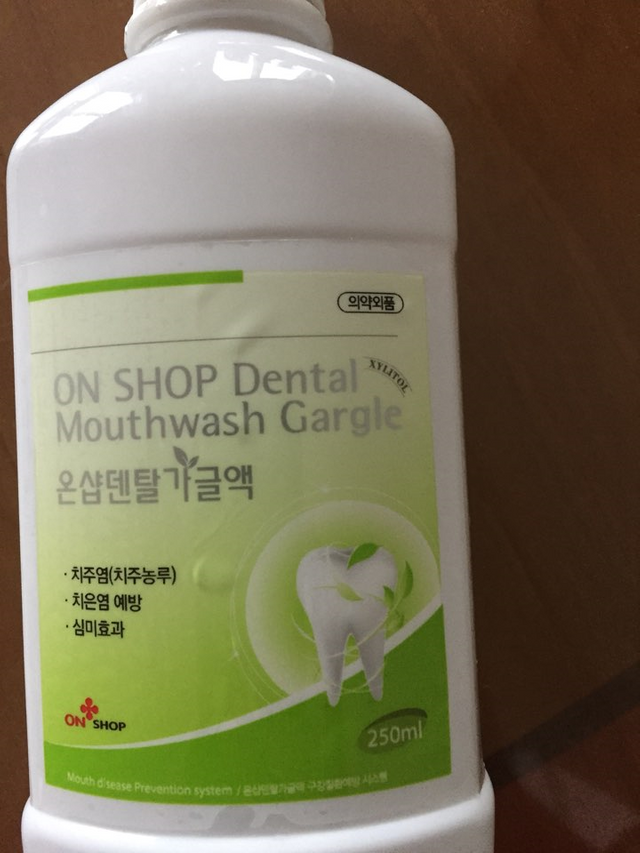 의약외품
ON SHOP Dental XYLITOL
Mouthwash Gargle
온샵덴탈가글액
· 치주염(치주농루)
· 치은염 예방
· 심미효과
ON SHOP
250ml
Mouth disease Prevention system / 온샵덴탈가글액 구강질환예방 시스템